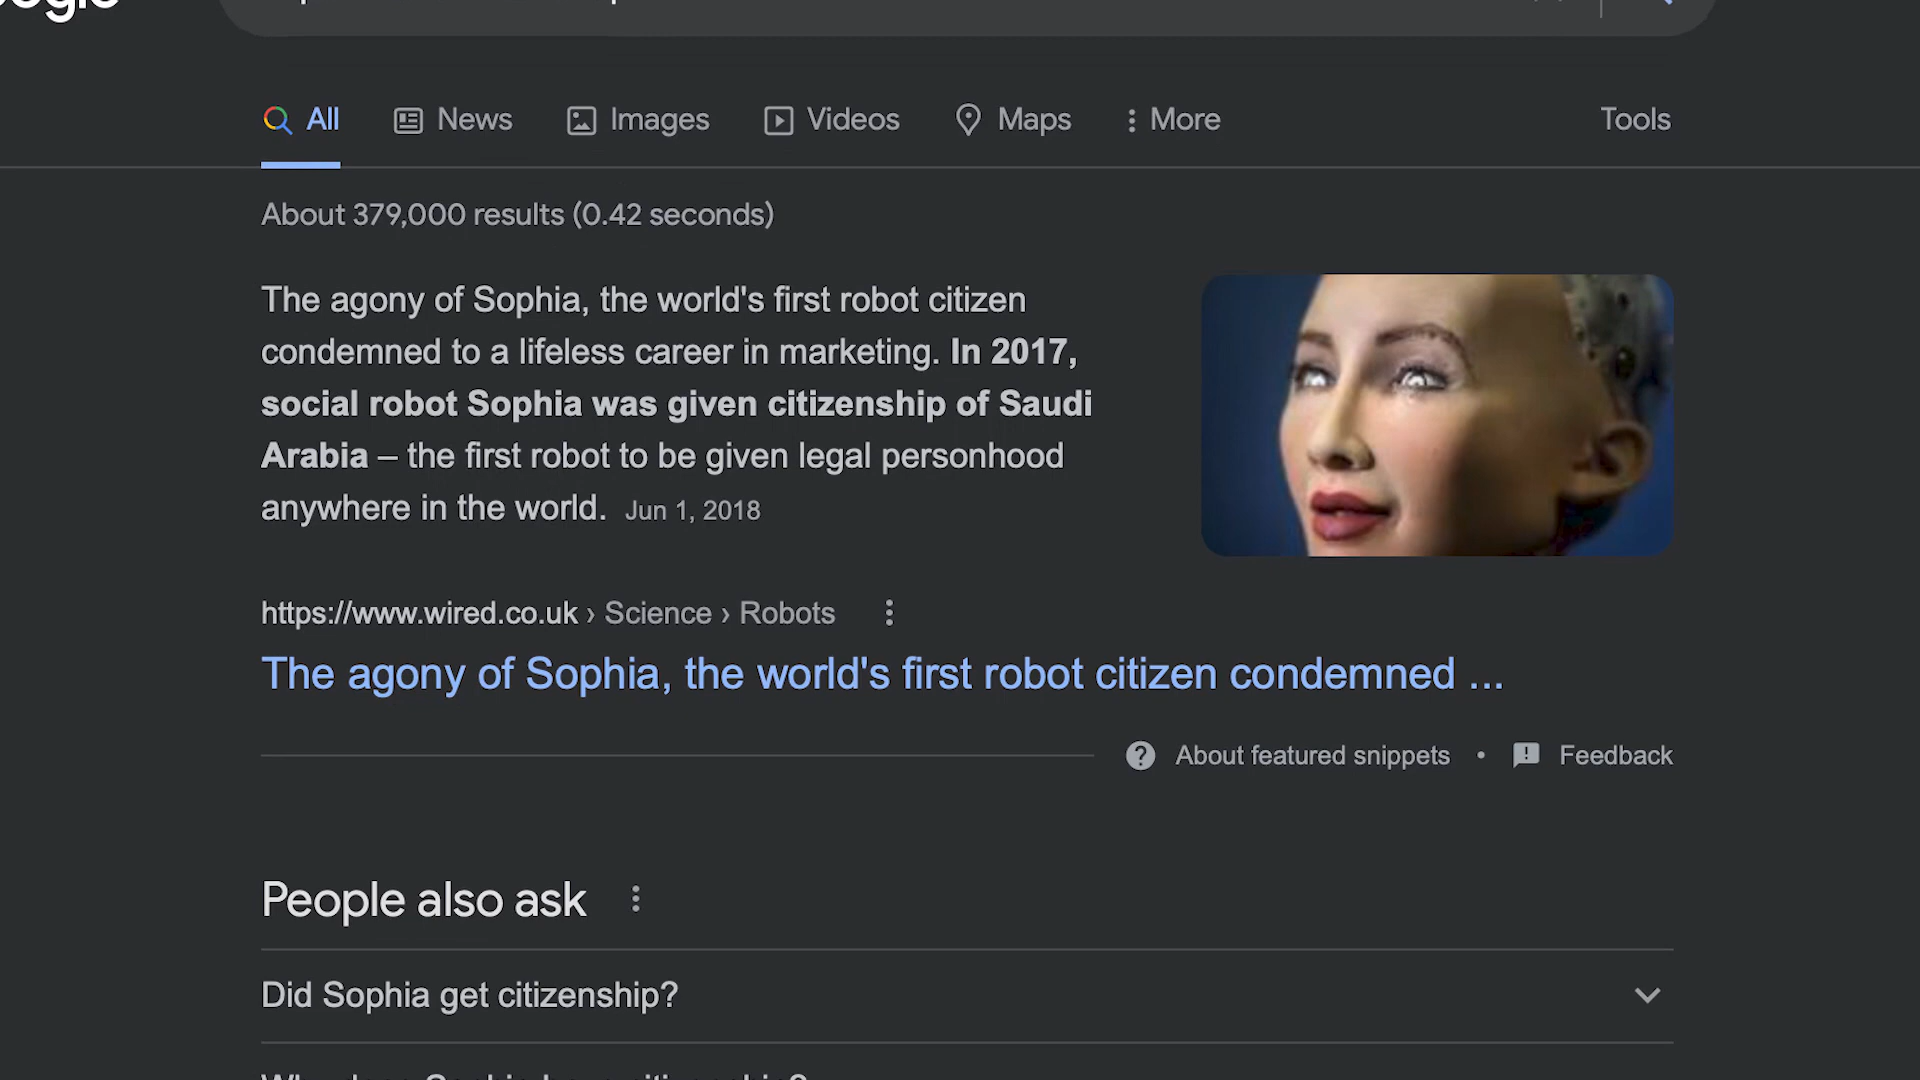 All News Images Videos Maps More Tools
About 379,000 results (0.42 seconds)
The agony of Sophia, the world's first robot citizen
condemned to a lifeless career in marketing. In 2017,
social robot Sophia was given citizenship of Saudi
Arabia – the first robot to be given legal personhood
anywhere in the world. Jun 1, 2018
https://www.wired.co.uk › Science › Robots
The agony of Sophia, the world's first robot citizen condemned ...
About featured snippets • Feedback
People also ask
Did Sophia get citizenship?